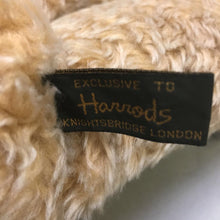 EXCLUSIVE TO
Harrods
KNIGHTSBRIDGE LONDON